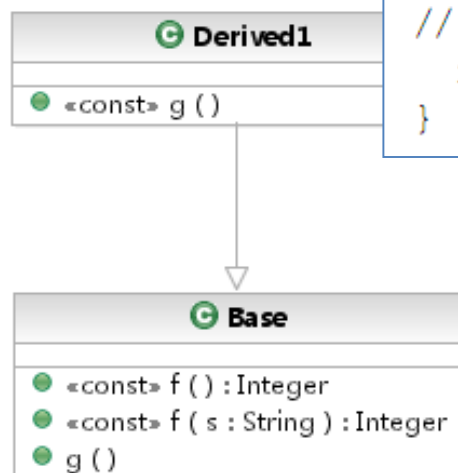 Derived1
«const» g ()
//
}
Base
«const» f ( ) : Integer
«const» f ( s : String ) : Integer
g ()